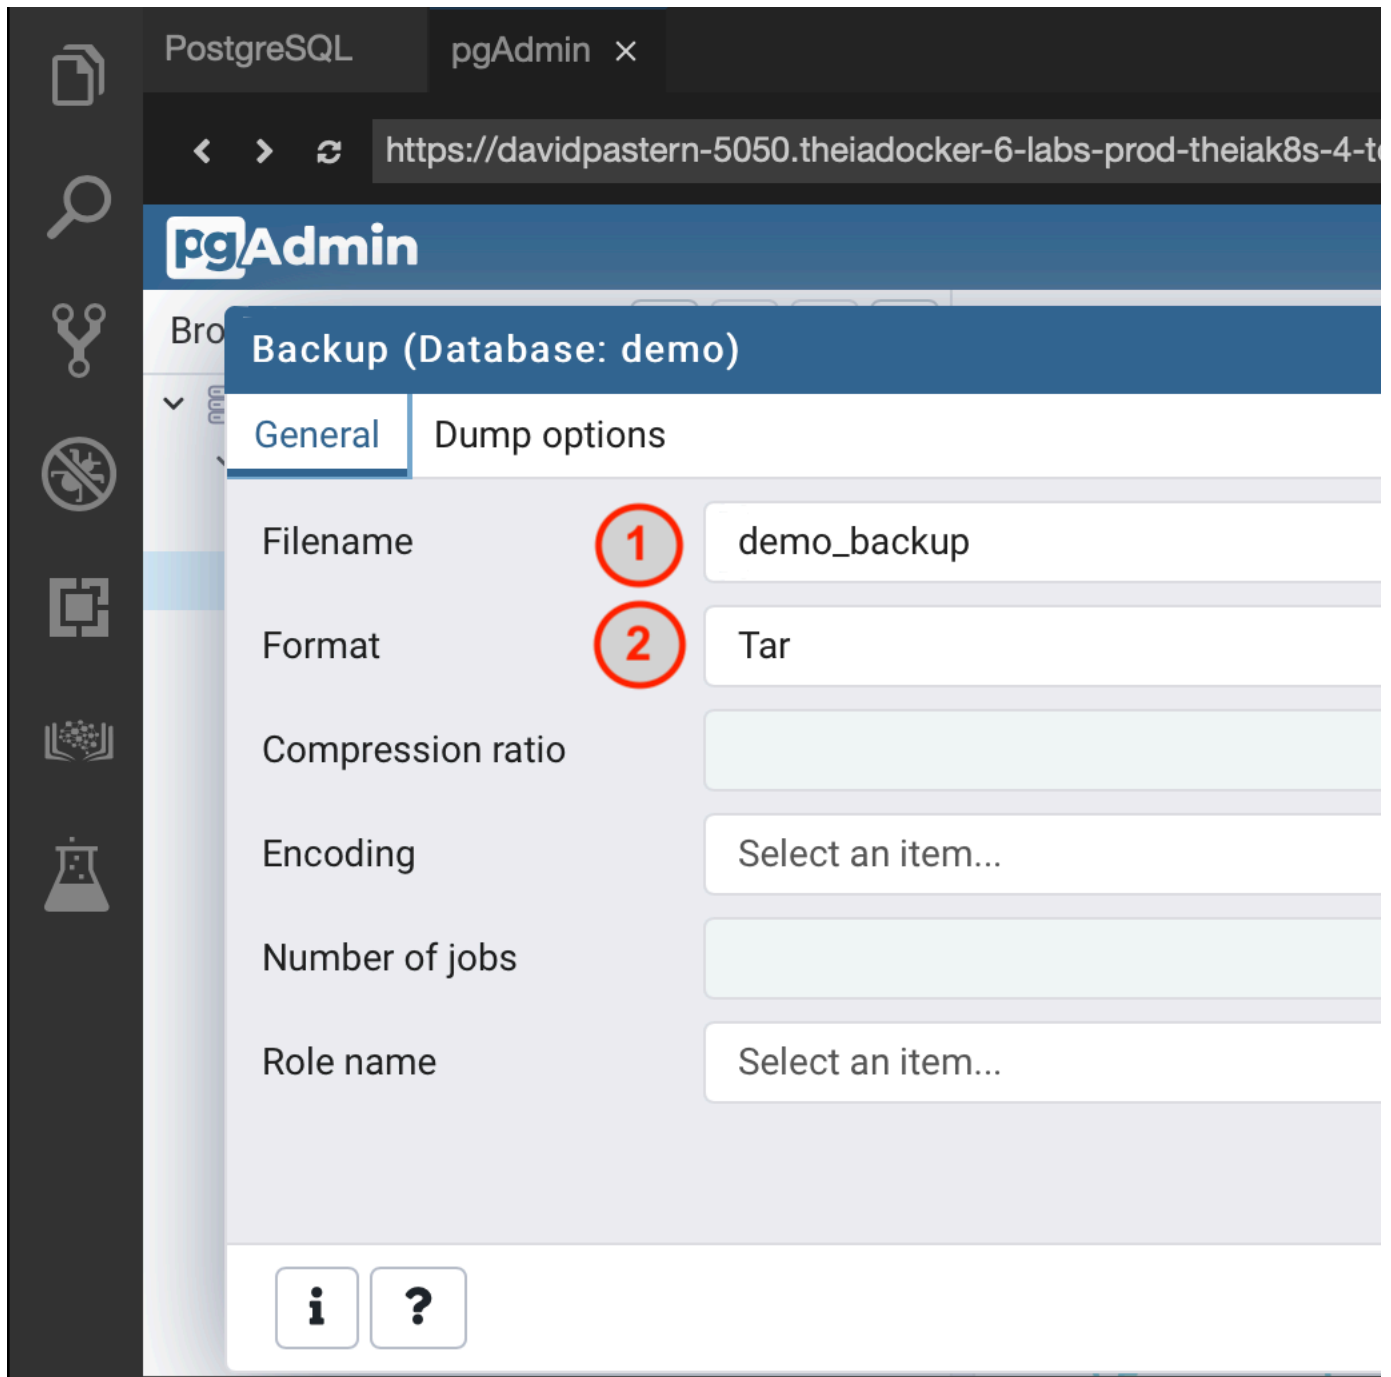 PostgreSQL
pgAdmin
https://davidpastern-5050.theiadocker-6-labs-prod-theiak8s-4-t
pgAdmin
Bro
Backup (Database: demo)
General
Dump options
Filename
1
demo_backup
Format
2
Tar
Compression ratio
Encoding
Select an item...
Number of jobs
Role name
Select an item...
i
?